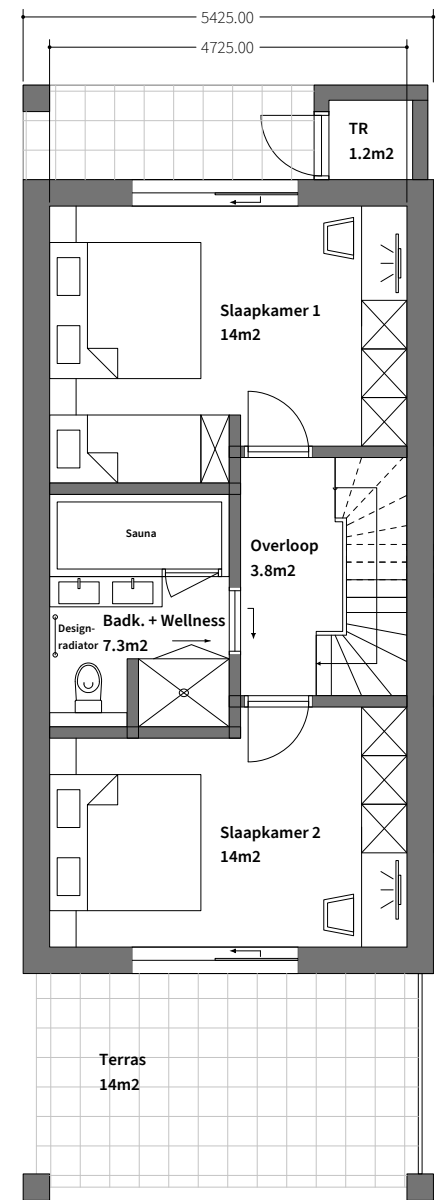 5425.00
4725.00
TR
1.2m2
Slaapkamer 1
14m2
Sauna
Overloop
3.8m2
Badk. + Wellness
7.3m2
Design-
radiator
Slaapkamer 2
14m2
Terras
14m2